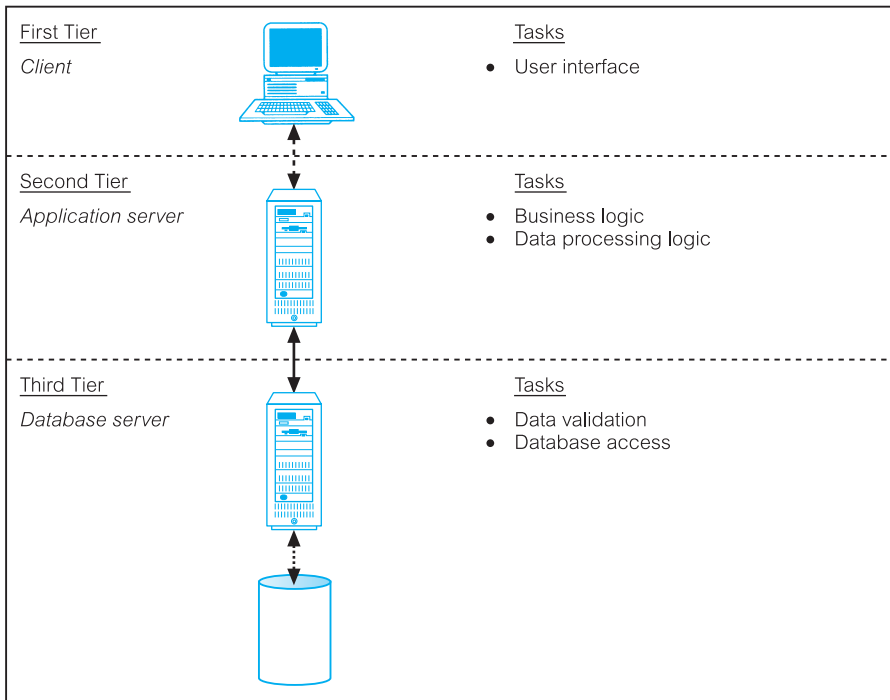 First Tier
Tasks
Client
● User interface
Second Tier
Tasks
Application server
● Business logic
● Data processing logic
Third Tier
Tasks
Database server
● Data validation
● Database access